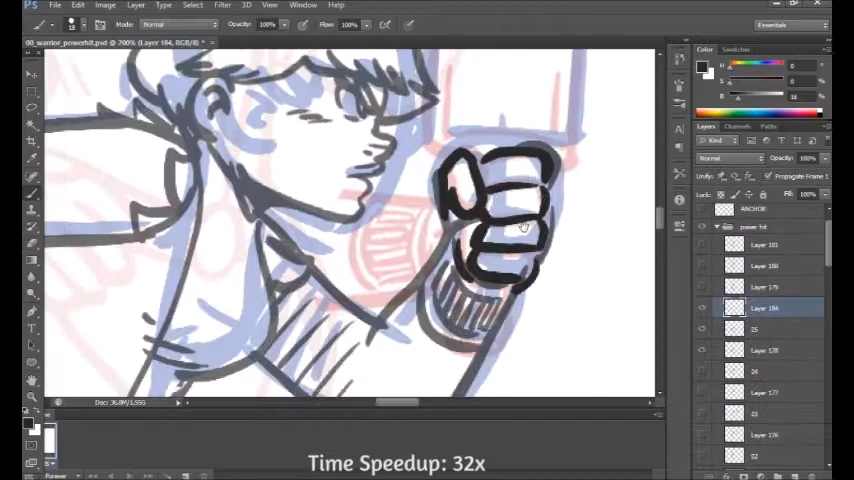 Ps File Edit Image Layer Type Select Filter 3D View Window Help
18 Mode: Normal Opacity: 100% Flow: 100% Essentials
00_warrior_powerhit.psd @ 200% (Layer 184, RGB/8) *
Color Swatches
H 0
S 0 %
B 16 %
Layers Channels Paths
Kind
Normal Opacity: 100%
Unify: Propagate Frame 1
Lock: Fill: 100%
ANCHOR
power hit
Layer 181
Layer 180
Layer 179
Layer 184
25
Layer 178
24
Layer 177
23
Layer 176
22
Doc: 36.8M/1.55G
Forever
Time Speedup: 32x